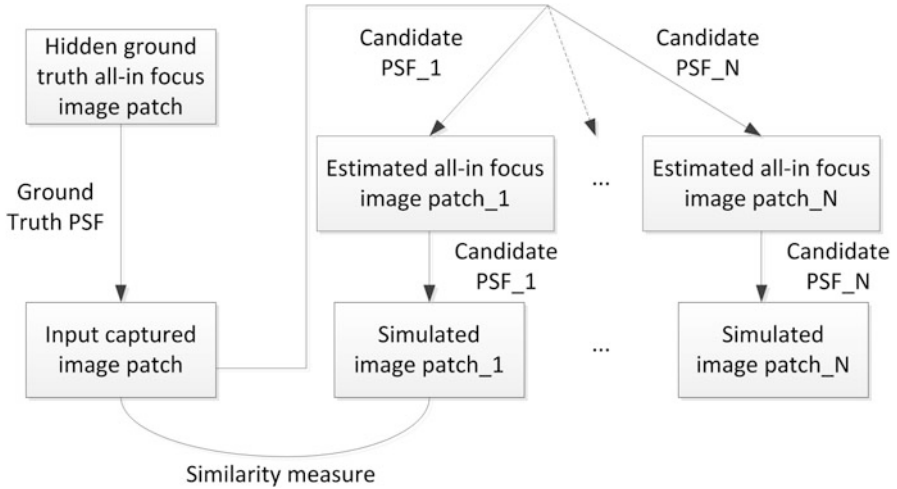 Hidden ground
truth all-in focus
image patch
Candidate
PSF_1
Candidate
PSF_N
Ground
Truth PSF
Estimated all-in focus
image patch_1
...
Estimated all-in focus
image patch_N
Candidate
PSF_1
Candidate
PSF_N
Input captured
image patch
Simulated
image patch_1
...
Simulated
image patch_N
Similarity measure